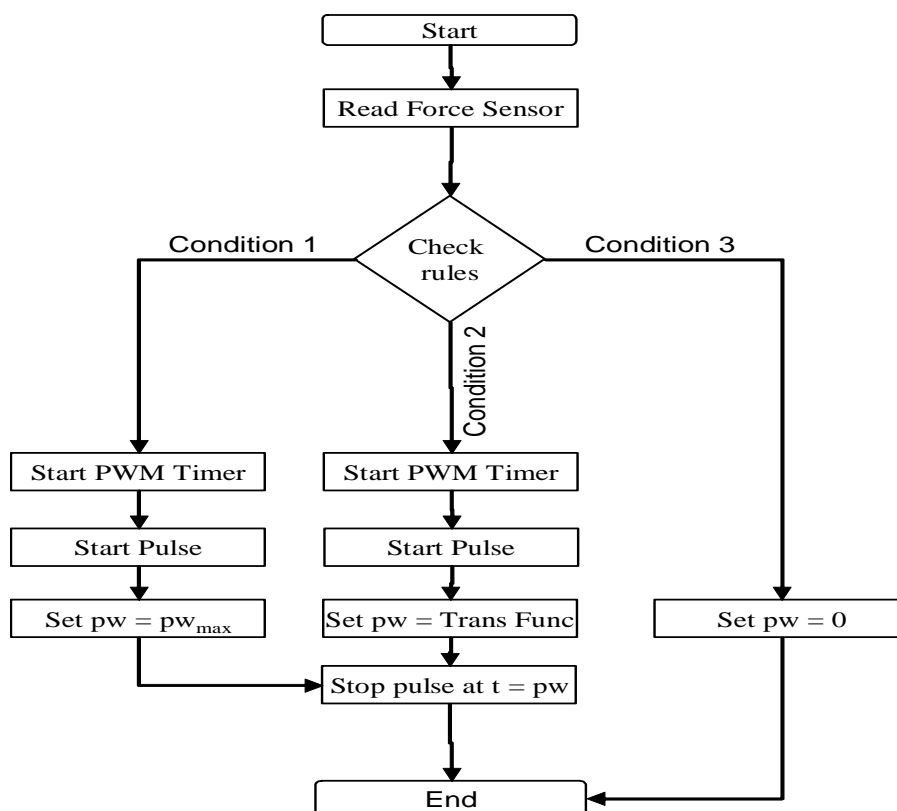 Start
Read Force Sensor
Condition 1
Check
rules
Condition 3
Condition 2
Start PWM Timer
Start PWM Timer
Start Pulse
Start Pulse
Set pw = pwmax
Set pw = Trans Func
Set pw = 0
Stop pulse at t = pw
End